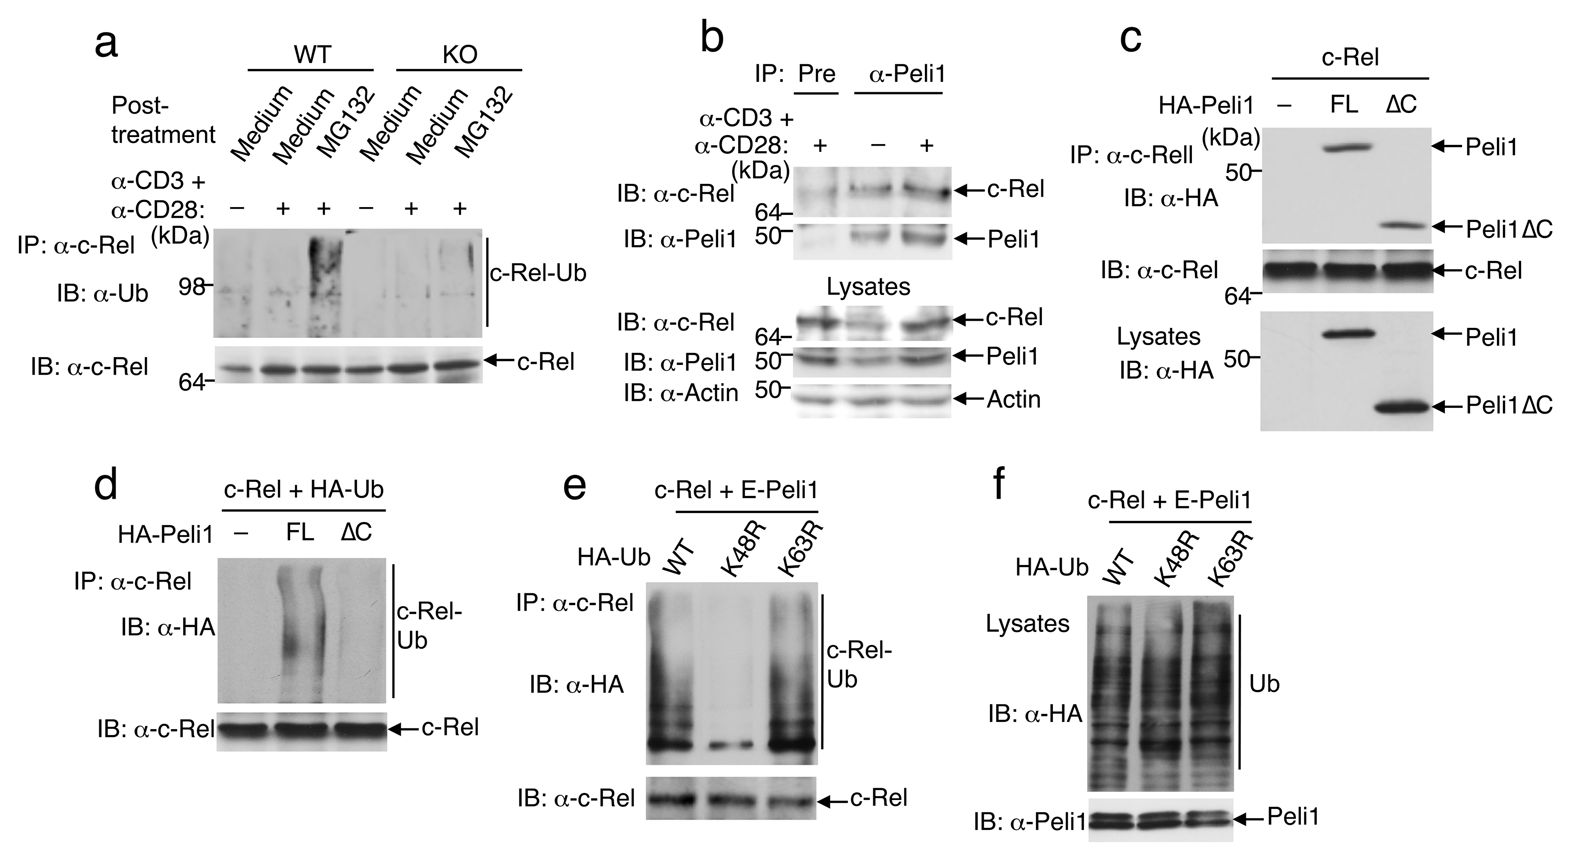 a
WT KO
Post-
treatment
Medium Medium MG132 Medium Medium MG132
α-CD3 +
α-CD28: – + + – + +
(kDa)
IP: α-c-Rel
IB: α-Ub
98
c-Rel-Ub
IB: α-c-Rel
64
c-Rel
b
IP: Pre α-Peli1
α-CD3 +
α-CD28: + – +
(kDa)
IB: α-c-Rel
64
c-Rel
IB: α-Peli1
50
Peli1
Lysates
IB: α-c-Rel
64
c-Rel
IB: α-Peli1
50
Peli1
IB: α-Actin
50
Actin
c
c-Rel
HA-Peli1 – FL ΔC
(kDa)
IP: α-c-Rell
50
IB: α-HA
Peli1
Peli1ΔC
IB: α-c-Rel
64
c-Rel
Lysates
IB: α-HA
50
Peli1
Peli1ΔC
d
c-Rel + HA-Ub
HA-Peli1 – FL ΔC
IP: α-c-Rel
IB: α-HA
c-Rel-
Ub
IB: α-c-Rel
c-Rel
e
c-Rel + E-Peli1
HA-Ub WT K48R K63R
IP: α-c-Rel
IB: α-HA
c-Rel-
Ub
IB: α-c-Rel
c-Rel
f
c-Rel + E-Peli1
HA-Ub WT K48R K63R
Lysates
IB: α-HA
Ub
IB: α-Peli1
Peli1